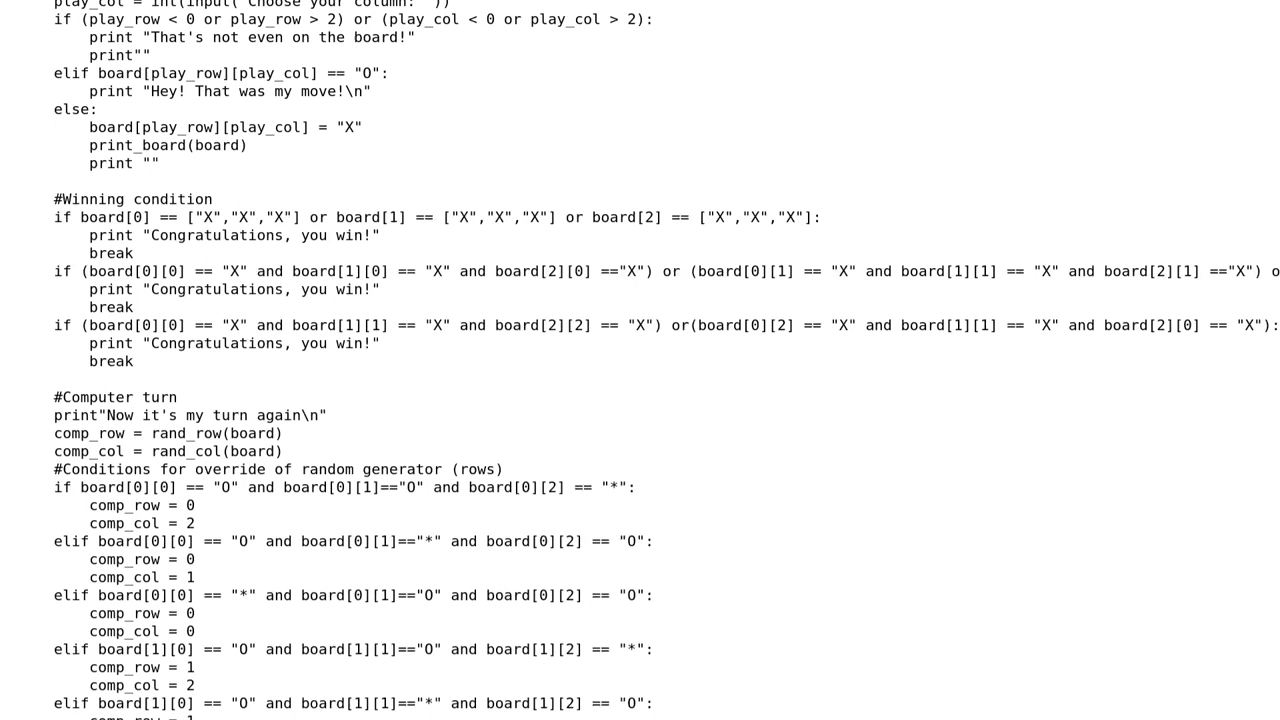 play_col = int(input("Choose your column: "))
if (play_row < 0 or play_row > 2) or (play_col < 0 or play_col > 2):
    print "That's not even on the board!"
    print""
elif board[play_row][play_col] == "O":
    print "Hey! That was my move!\n"
else:
    board[play_row][play_col] = "X"
    print_board(board)
    print ""

#Winning condition
if board[0] == ["X","X","X"] or board[1] == ["X","X","X"] or board[2] == ["X","X","X"]:
    print "Congratulations, you win!"
    break
if (board[0][0] == "X" and board[1][0] == "X" and board[2][0] =="X") or (board[0][1] == "X" and board[1][1] == "X" and board[2][1] =="X") o
    print "Congratulations, you win!"
    break
if (board[0][0] == "X" and board[1][1] == "X" and board[2][2] == "X") or(board[0][2] == "X" and board[1][1] == "X" and board[2][0] == "X"):
    print "Congratulations, you win!"
    break

#Computer turn
print"Now it's my turn again\n"
comp_row = rand_row(board)
comp_col = rand_col(board)
#Conditions for override of random generator (rows)
if board[0][0] == "O" and board[0][1]=="O" and board[0][2] == "*":
    comp_row = 0
    comp_col = 2
elif board[0][0] == "O" and board[0][1]=="*" and board[0][2] == "O":
    comp_row = 0
    comp_col = 1
elif board[0][0] == "*" and board[0][1]=="O" and board[0][2] == "O":
    comp_row = 0
    comp_col = 0
elif board[1][0] == "O" and board[1][1]=="O" and board[1][2] == "*":
    comp_row = 1
    comp_col = 2
elif board[1][0] == "O" and board[1][1]=="*" and board[1][2] == "O":
    comp_row = 1